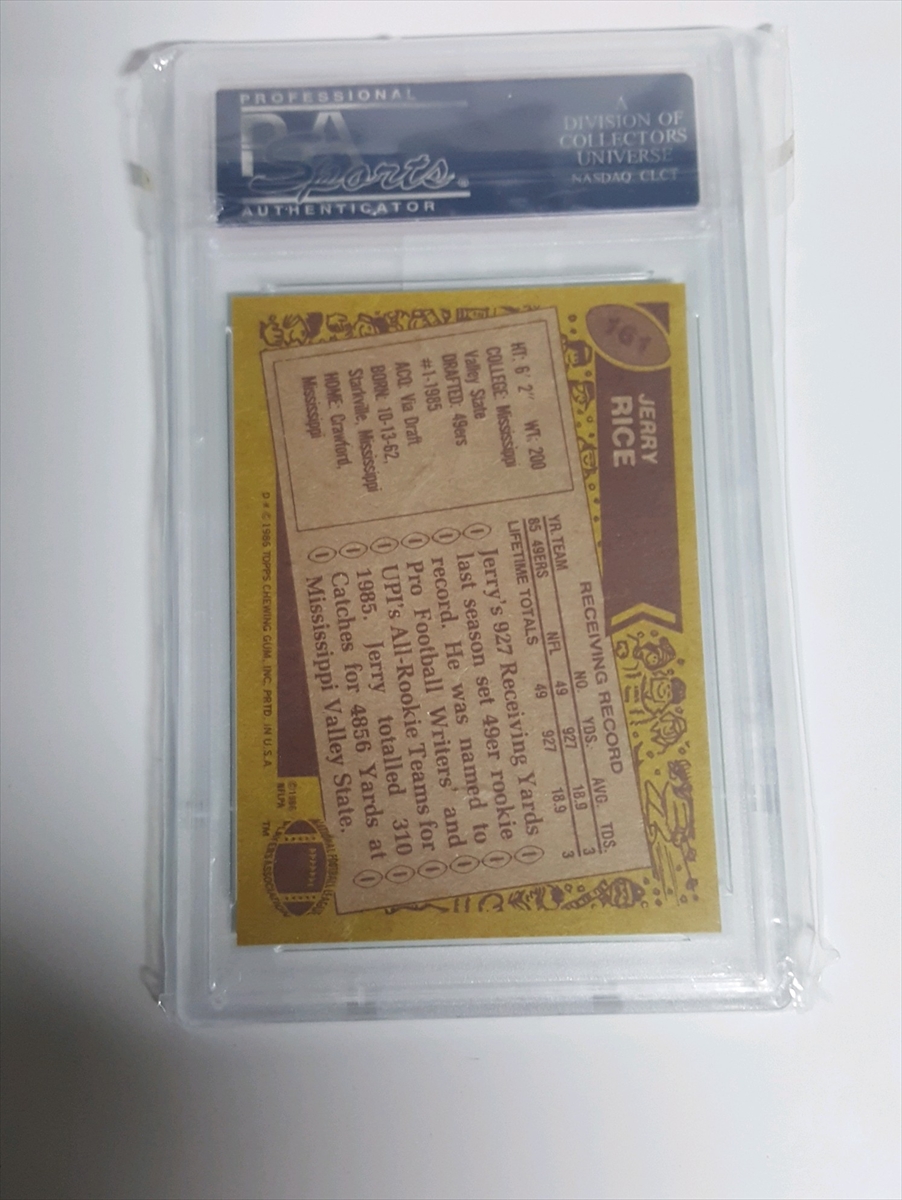 PROFESSIONAL
PSA
Sports
AUTHENTICATOR
A
DIVISION OF
COLLECTORS
UNIVERSE
NASDAQ: CLCT
161
JERRY
RICE
HT: 6' 2" WT. 200
COLLEGE: Mississippi
Valley State
DRAFTED: 49ers
#1-1985
ACQ: Via Draft
BORN: 10-13-62,
Starkville, Mississippi
HOME: Crawford,
Mississippi
RECEIVING RECORD
YR. TEAM NO. YDS. AVG. TDS.
85 49ERS NFL 49 927 18.9 3
LIFETIME TOTALS 49 927 18.9 3
Jerry's 927 Receiving Yards
last season set 49er rookie
record. He was named to
Pro Football Writers' and
UPI's All-Rookie Teams for
1985. Jerry totalled 310
Catches for 4856 Yards at
Mississippi Valley State.
©1986
NFLPA
TM
D * © 1986 TOPPS CHEWING GUM, INC. PRTD. IN U.S.A.